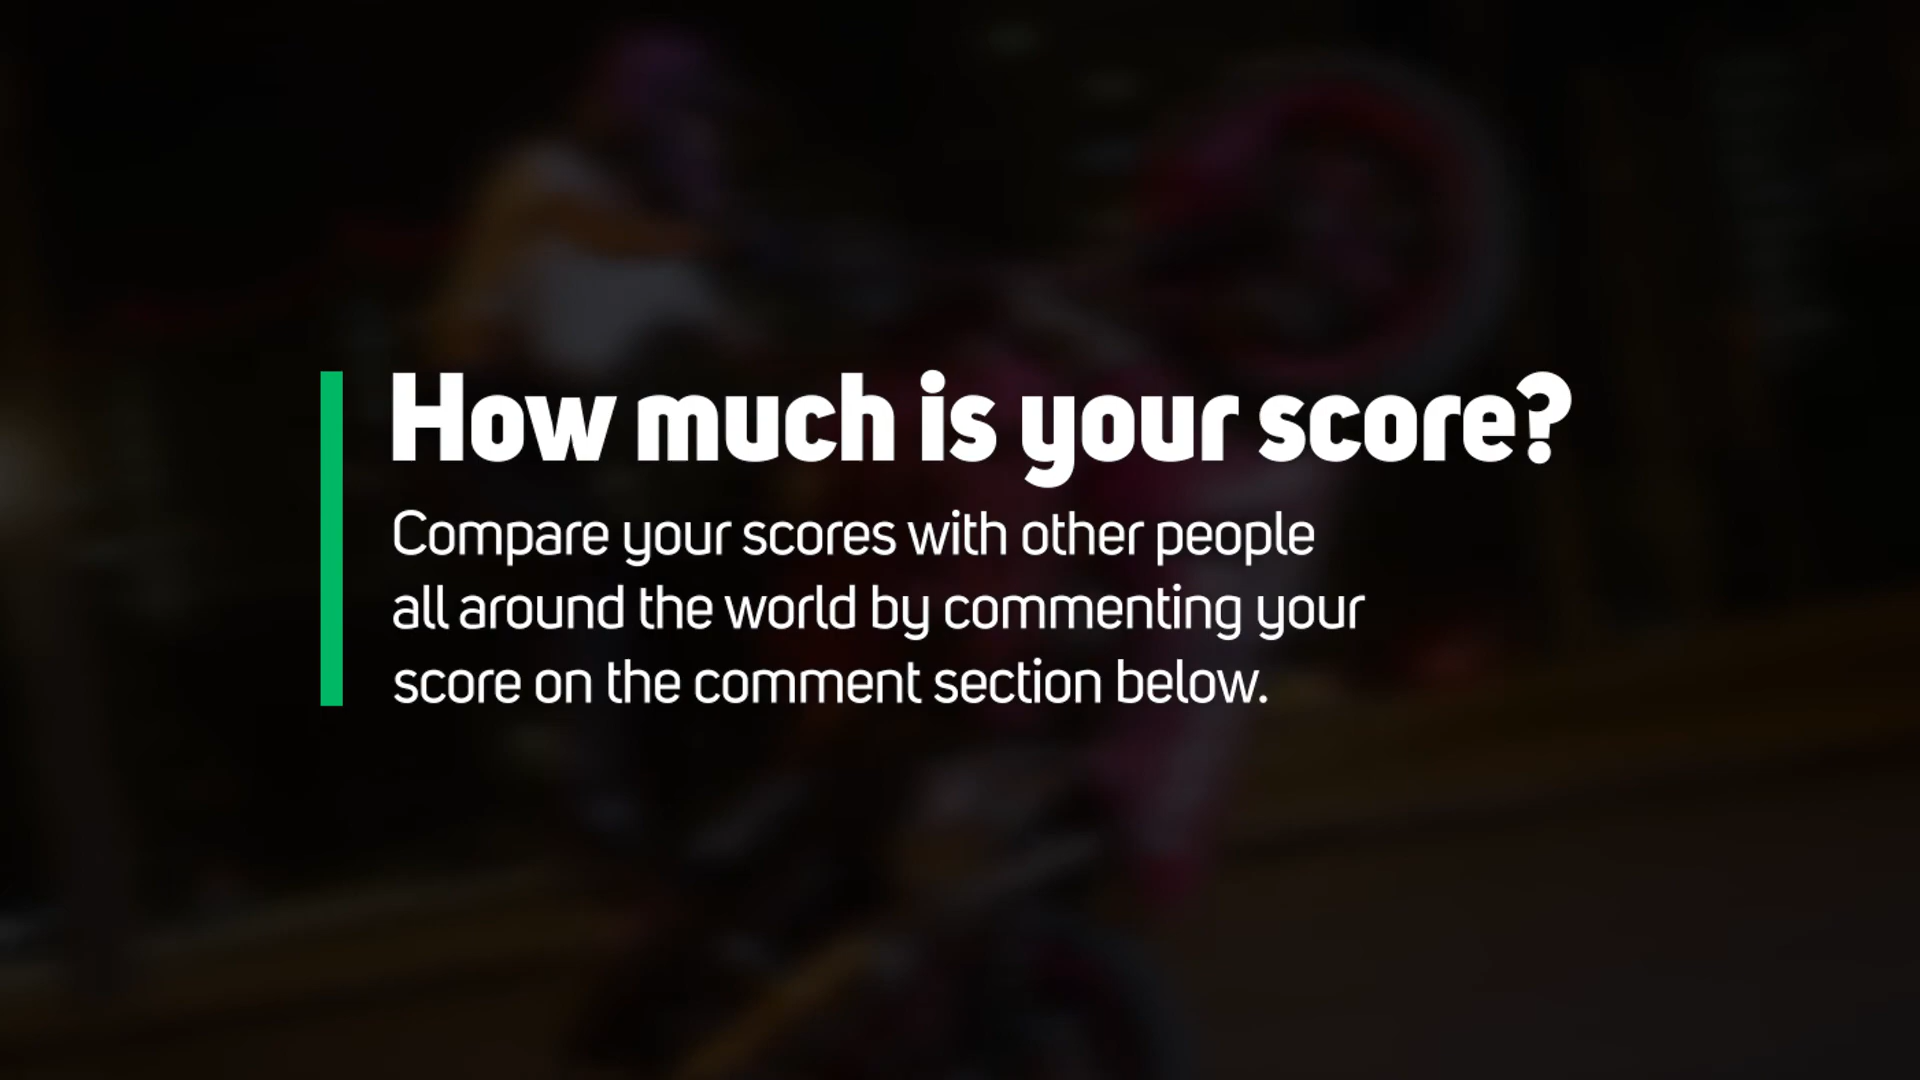 How much is your score?
Compare your scores with other people
all around the world by commenting your
score on the comment section below.